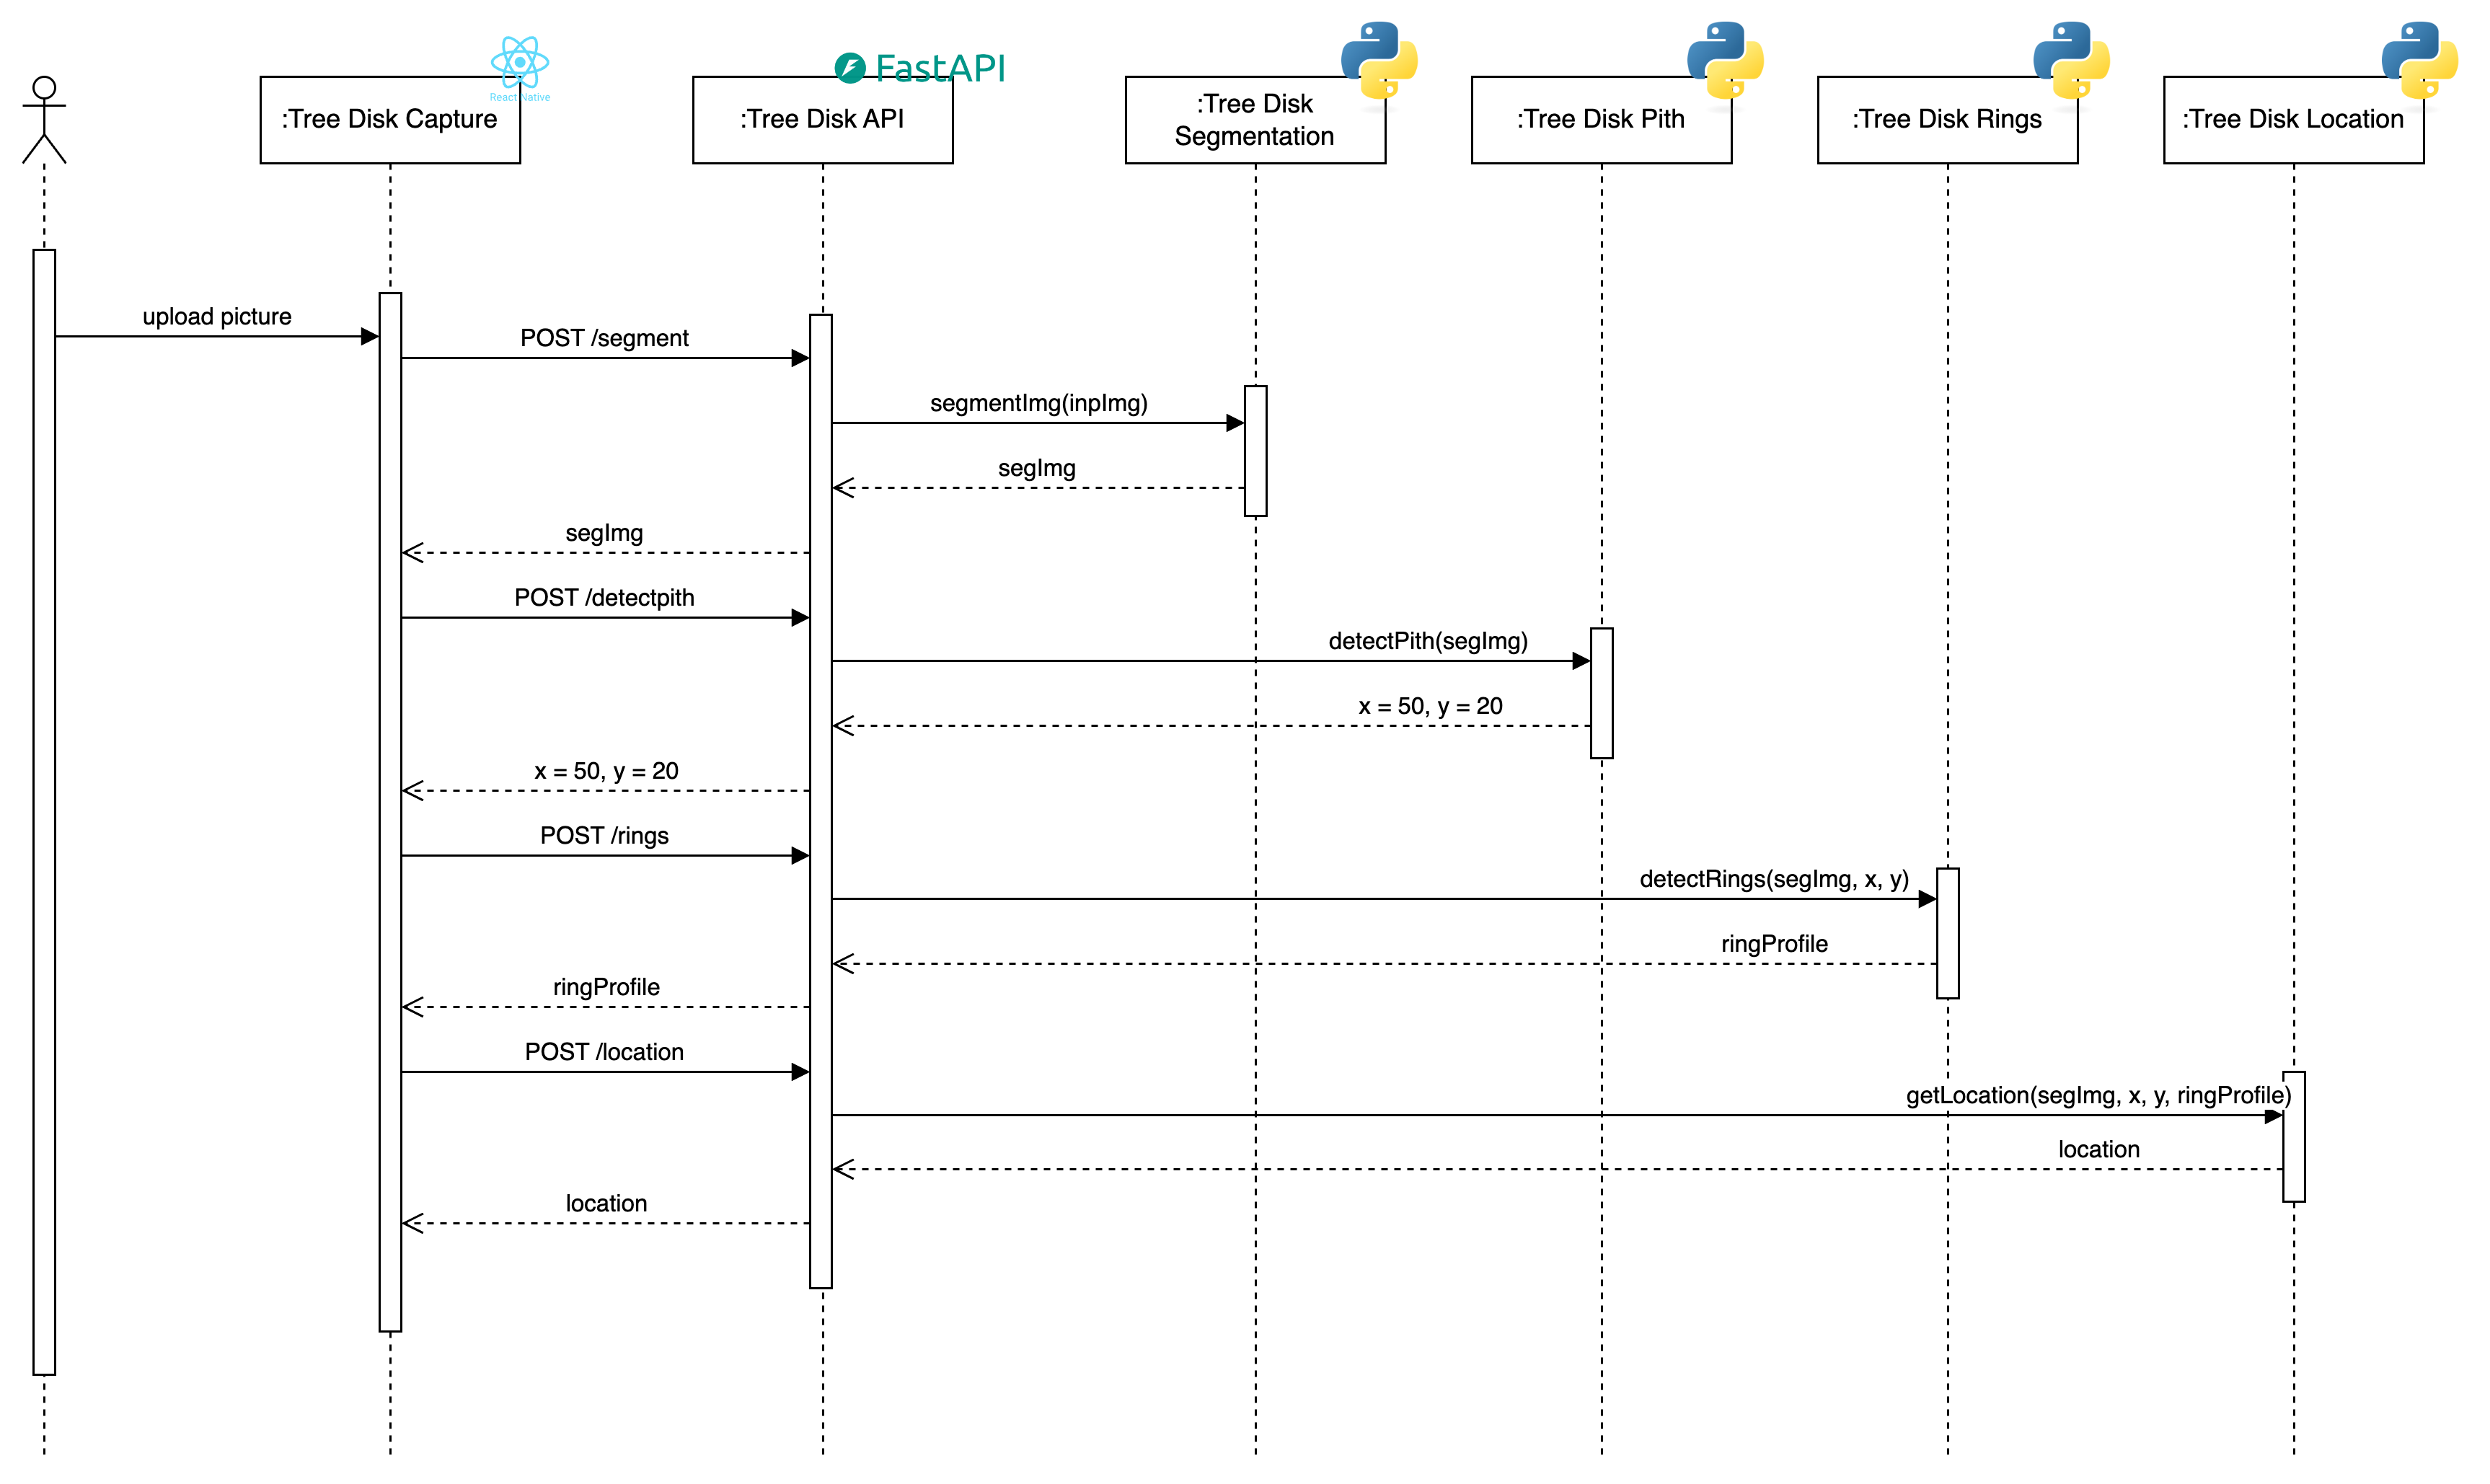 React Native
FastAPI
:Tree Disk Capture
:Tree Disk API
:Tree Disk
Segmentation
:Tree Disk Pith
:Tree Disk Rings
:Tree Disk Location
upload picture
POST /segment
segmentImg(inpImg)
segImg
segImg
POST /detectpith
detectPith(segImg)
x = 50, y = 20
x = 50, y = 20
POST /rings
detectRings(segImg, x, y)
ringProfile
ringProfile
POST /location
getLocation(segImg, x, y, ringProfile)
location
location